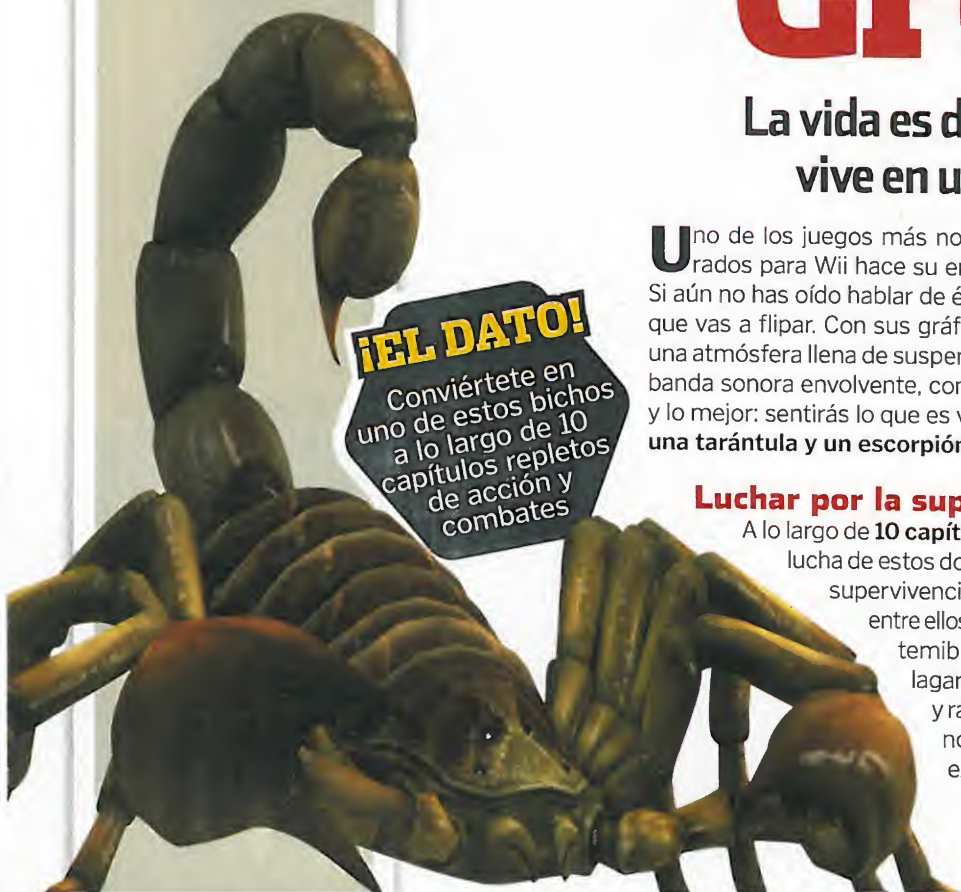 La vida es d
vive en u
Uno de los juegos más no
rados para Wii hace su en
Si aún no has oído hablar de é
que vas a flipar. Con sus gráf
una atmósfera llena de suspen
banda sonora envolvente, con
y lo mejor: sentirás lo que es v
una tarántula y un escorpión
¡EL DATO!
Conviértete en
uno de estos bichos
a lo largo de 10
capítulos repletos
de acción y
combates
Luchar por la sup
A lo largo de 10 capít
lucha de estos do
supervivenci
entre ellos
temib
lagar
y ra
no
e